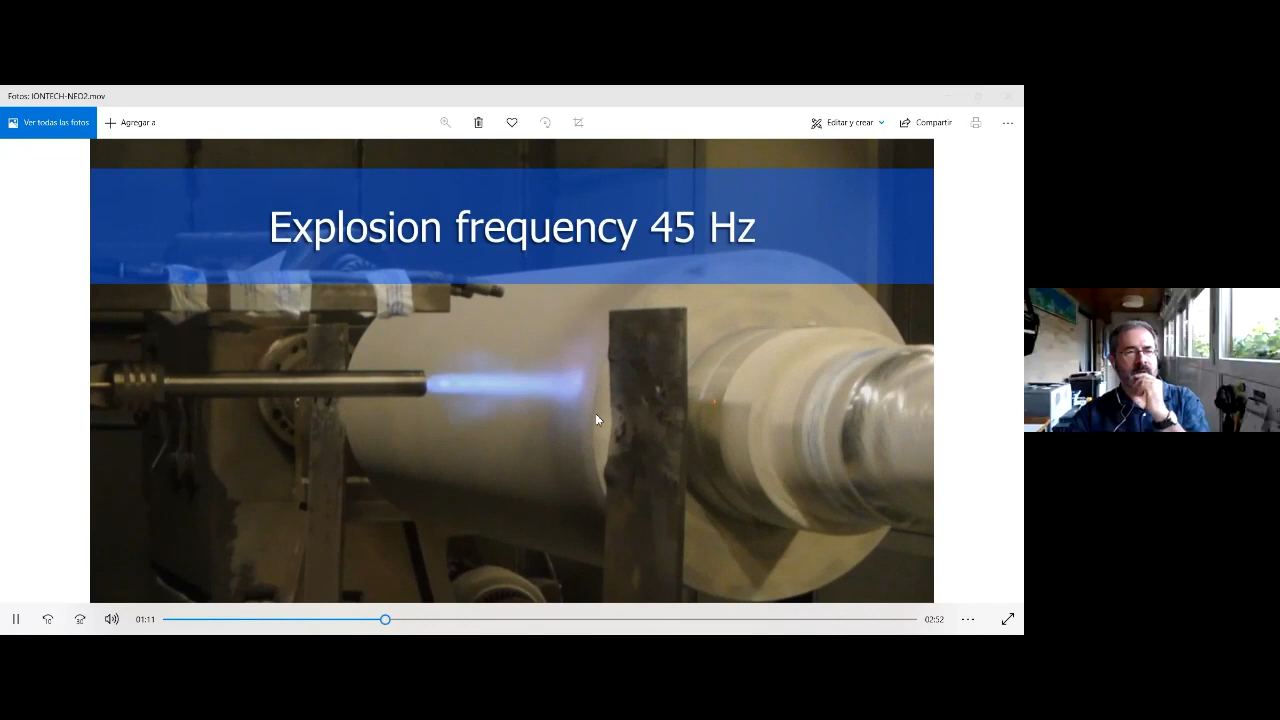 Fotos: IONTECH-NEO2.mov
Ver todas las fotos
Agregar a
Editar y crear
Compartir
Explosion frequency 45 Hz
01:11
02:52